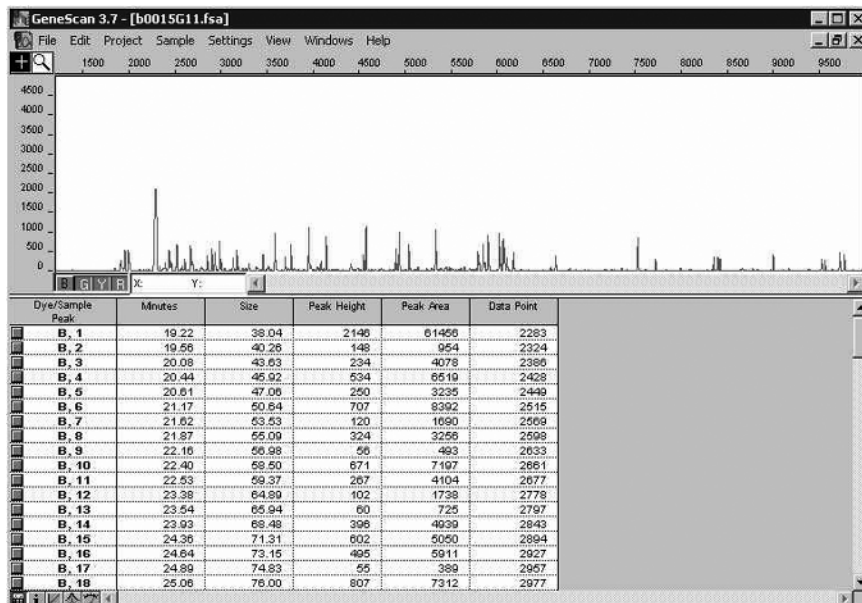 GeneScan 3.7 - [b0015G11.fsa]
File Edit Project Sample Settings View Windows Help
1500 2000 2500 3000 3500 4000 4500 5000 5500 6000 6500 7000 7500 8000 8500 9000 9500
4500
4000
3500
3000
2500
2000
1500
1000
500
0
B G Y R X: Y:
Dye/Sample Peak Minutes Size Peak Height Peak Area Data Point
B, 1 19.22 38.04 2146 61456 2283
B, 2 19.56 40.26 148 954 2324
B, 3 20.08 43.63 234 4078 2386
B, 4 20.44 45.92 534 6519 2428
B, 5 20.61 47.06 250 3235 2449
B, 6 21.17 50.64 707 8392 2515
B, 7 21.62 53.53 120 1690 2569
B, 8 21.87 55.09 324 3256 2598
B, 9 22.16 56.98 56 493 2633
B, 10 22.40 58.50 671 7197 2661
B, 11 22.53 59.37 267 4104 2677
B, 12 23.38 64.89 102 1738 2778
B, 13 23.54 65.94 60 725 2797
B, 14 23.93 68.48 396 4939 2843
B, 15 24.36 71.31 602 5050 2894
B, 16 24.64 73.15 495 5911 2927
B, 17 24.89 74.83 55 389 2957
B, 18 25.06 76.00 807 7312 2977